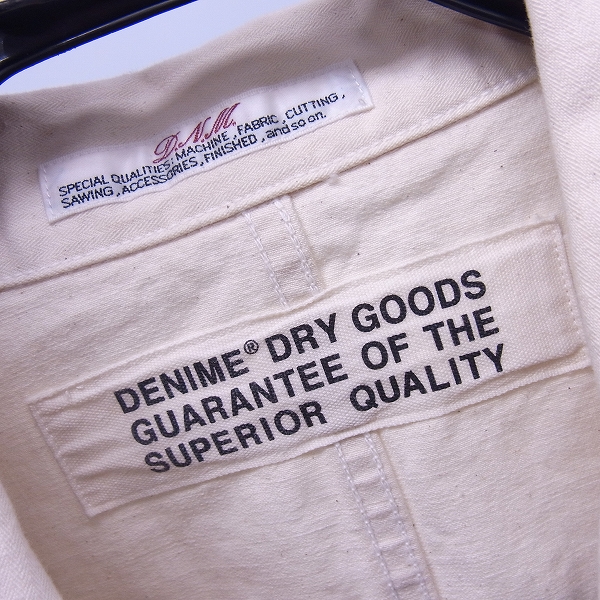 D.N.M.
SPECIAL QUALITIES; MACHINE, FABRIC, CUTTING,
SAWING, ACCESSORIES, FINISHED, and so on.
DENIME® DRY GOODS
GUARANTEE OF THE
SUPERIOR QUALITY